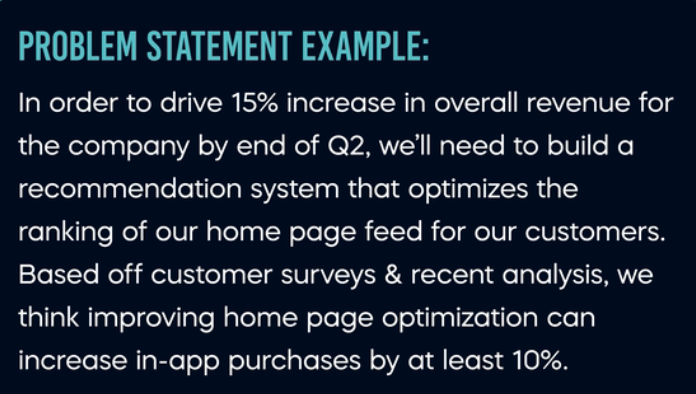 PROBLEM STATEMENT EXAMPLE:
In order to drive 15% increase in overall revenue for
the company by end of Q2, we'll need to build a
recommendation system that optimizes the
ranking of our home page feed for our customers.
Based off customer surveys & recent analysis, we
think improving home page optimization can
increase in-app purchases by at least 10%.